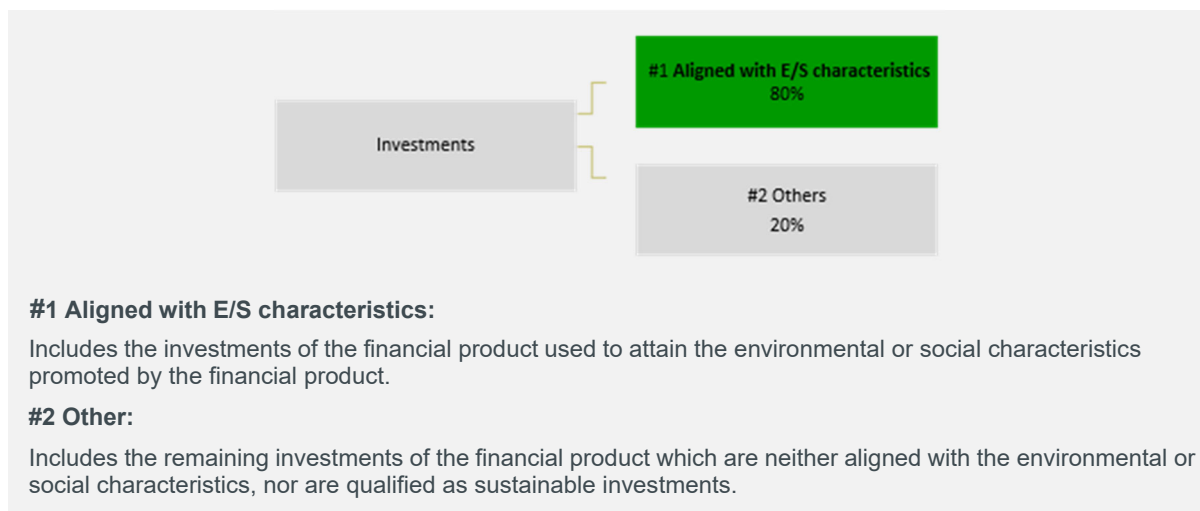 #1 Aligned with E/S characteristics
80%
Investments
#2 Others
20%
#1 Aligned with E/S characteristics:
Includes the investments of the financial product used to attain the environmental or social characteristics
promoted by the financial product.
#2 Other:
Includes the remaining investments of the financial product which are neither aligned with the environmental or
social characteristics, nor are qualified as sustainable investments.